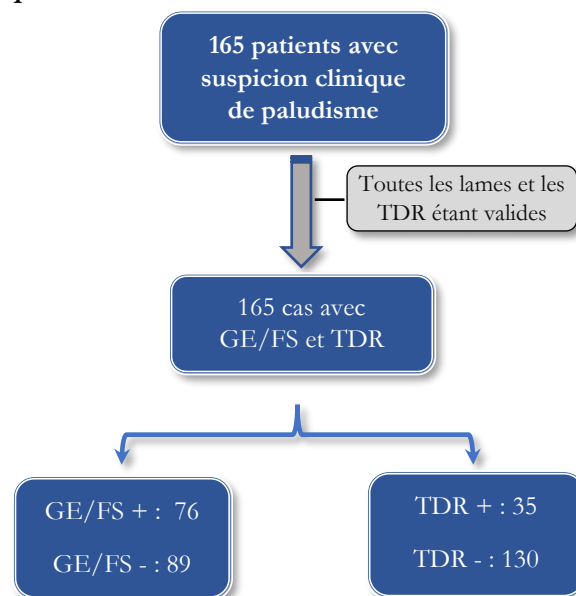 165 patients avec
suspicion clinique
de paludisme
Toutes les lames et les
TDR étant valides
165 cas avec
GE/FS et TDR
GE/FS + : 76
GE/FS - : 89
TDR + : 35
TDR - : 130